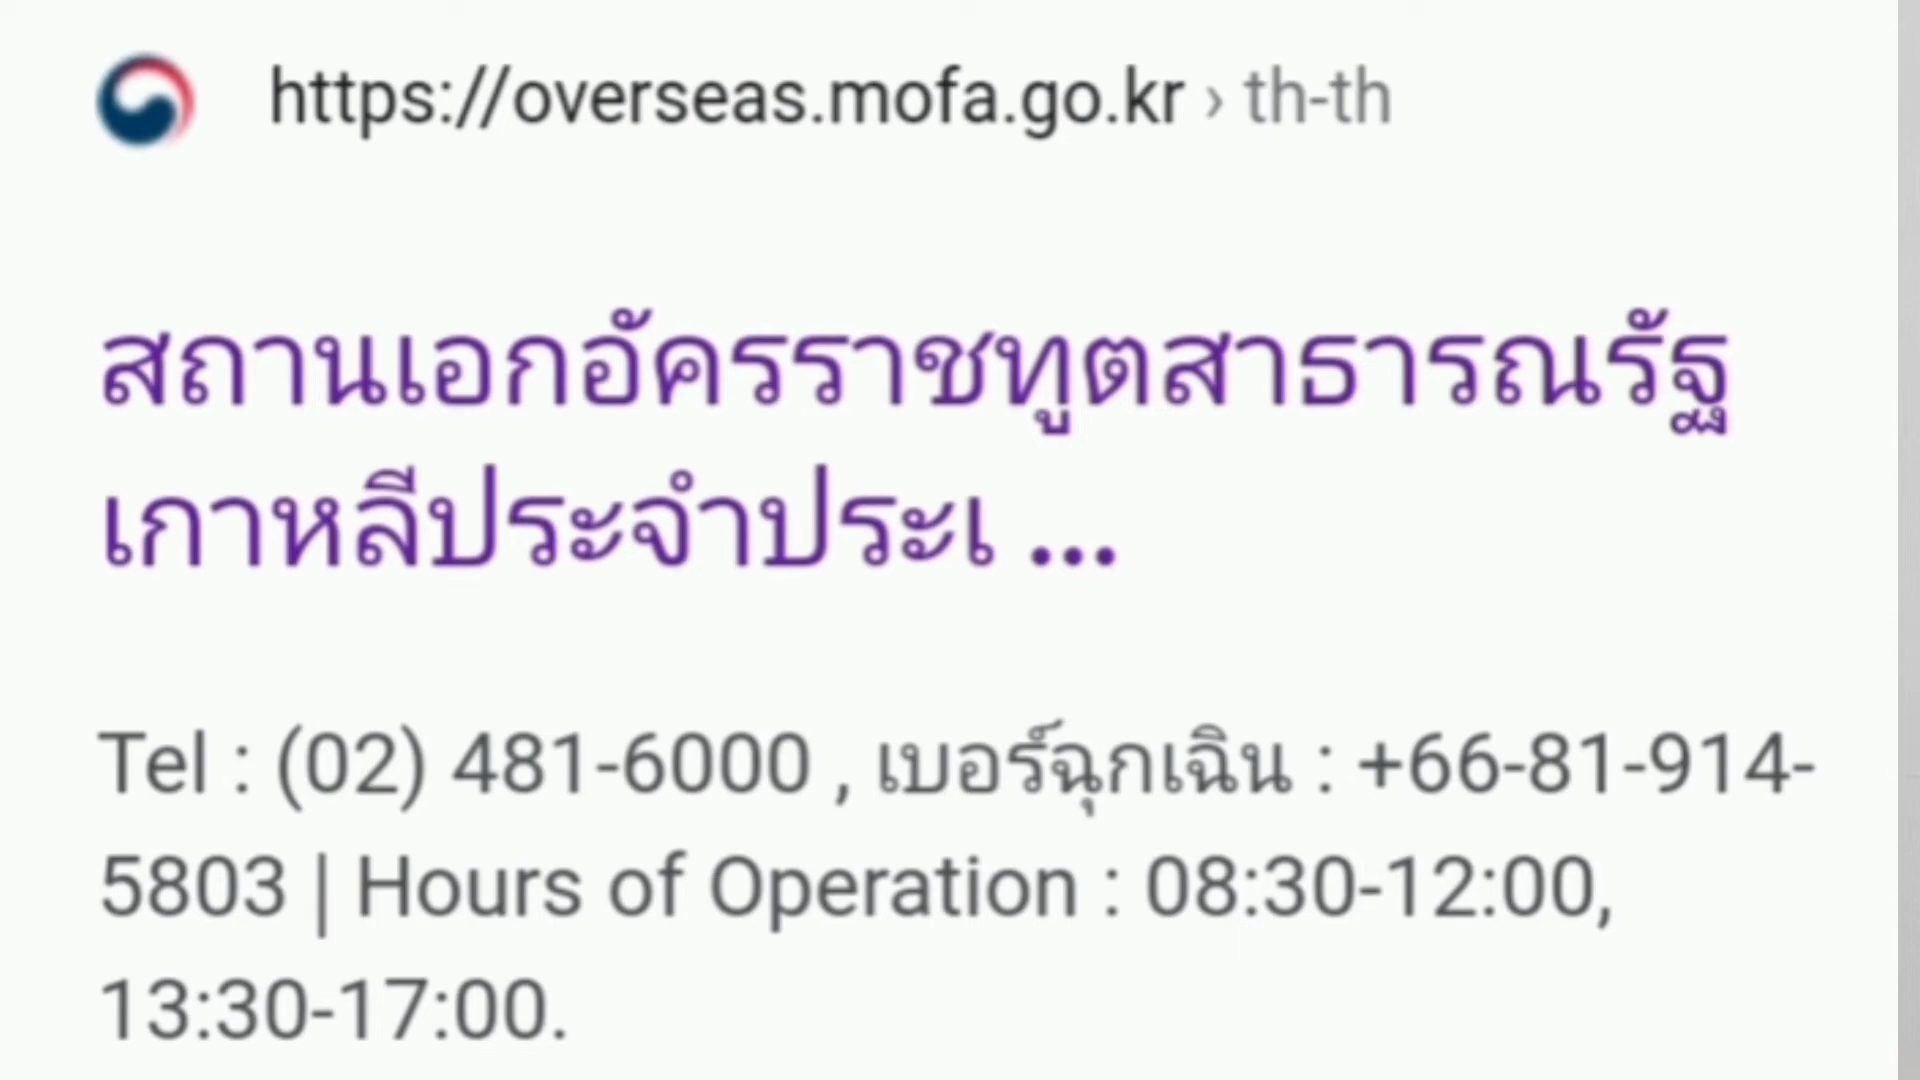 https://overseas.mofa.go.kr › th-th
สถานเอกอัครราชทูตสาธารณรัฐ
เกาหลีประจำประเ ...
Tel : (02) 481-6000 , เบอร์ฉุกเฉิน : +66-81-914-
5803 | Hours of Operation : 08:30-12:00,
13:30-17:00.